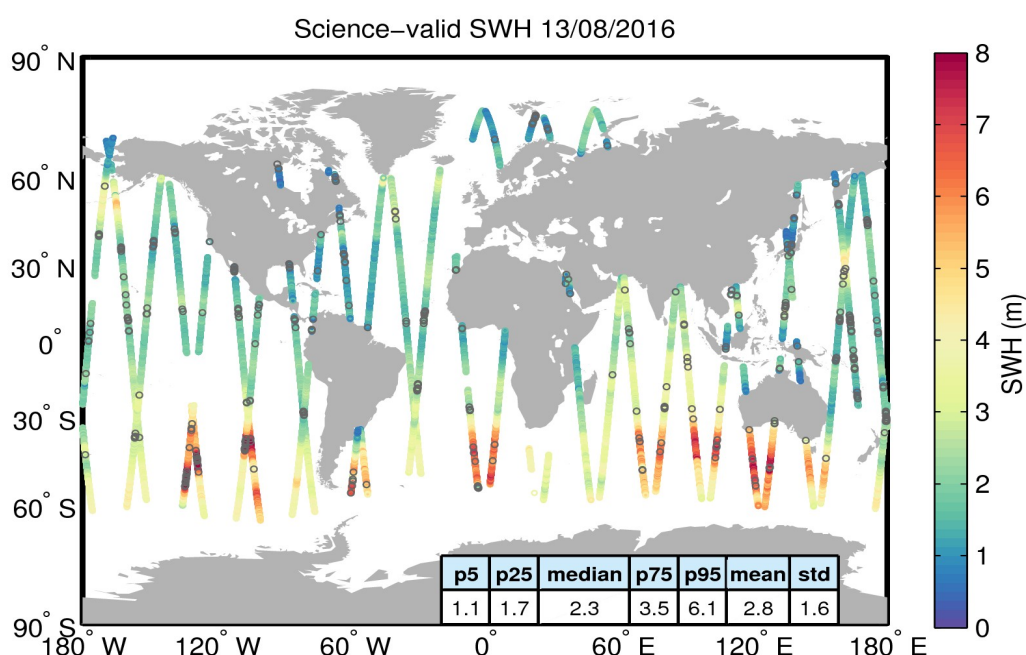 Science−valid SWH 13/08/2016
90° N
60° N
30° N
0°
30° S
60° S
90° S
180° W
120° W
60° W
0°
60° E
120° E
180° E
p5 p25 median p75 p95 mean std
1.1 1.7 2.3 3.5 6.1 2.8 1.6
8
7
6
5
4
3
2
1
0
SWH (m)